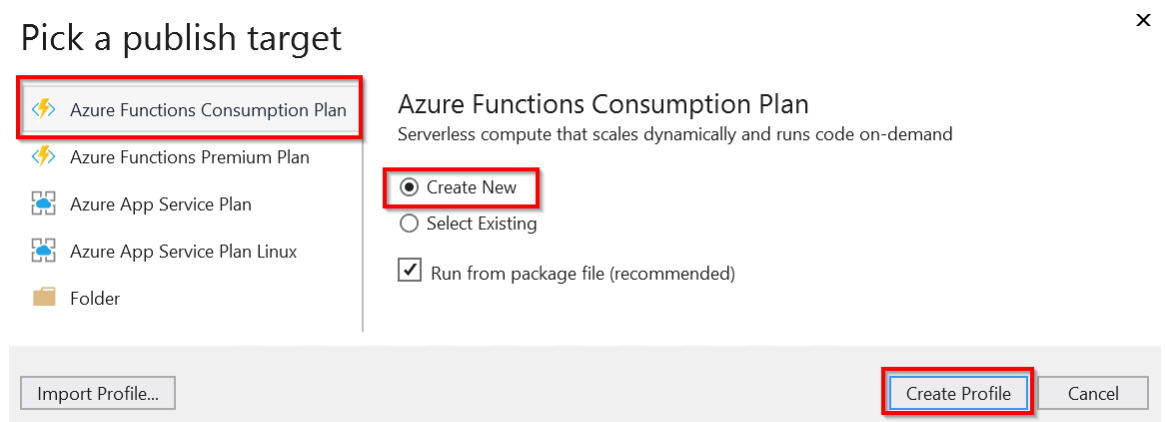 Pick a publish target
Azure Functions Consumption Plan
Azure Functions Premium Plan
Azure App Service Plan
Azure App Service Plan Linux
Folder
Azure Functions Consumption Plan
Serverless compute that scales dynamically and runs code on-demand
Create New
Select Existing
Run from package file (recommended)
Import Profile...
Create Profile
Cancel